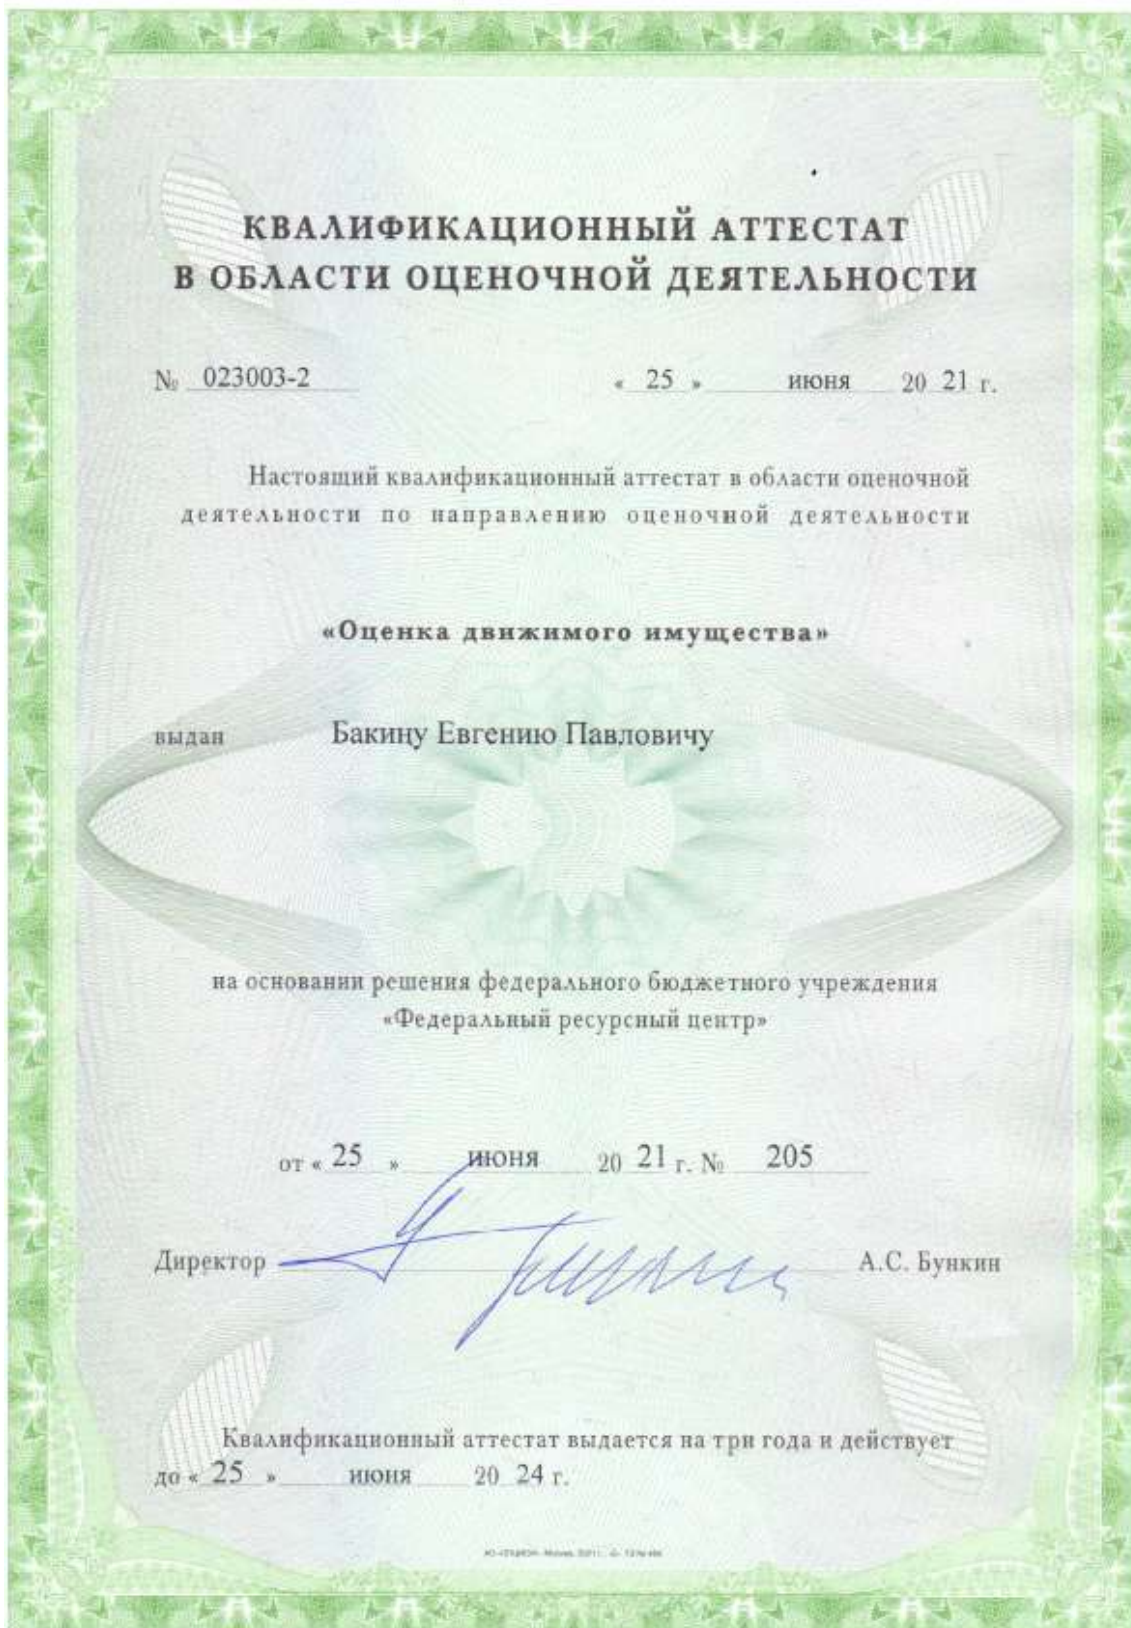 КВАЛИФИКАЦИОННЫЙ АТТЕСТАТ
В ОБЛАСТИ ОЦЕНОЧНОЙ ДЕЯТЕЛЬНОСТИ
№ 023003-2 « 25 » июня 20 21 г.
Настоящий квалификационный аттестат в области оценочной
деятельности по направлению оценочной деятельности
«Оценка движимого имущества»
выдан Бакину Евгению Павловичу
на основании решения федерального бюджетного учреждения
«Федеральный ресурсный центр»
от « 25 » июня 20 21 г. № 205
Директор А.С. Бункин
Квалификационный аттестат выдается на три года и действует
до « 25 » июня 20 24 г.